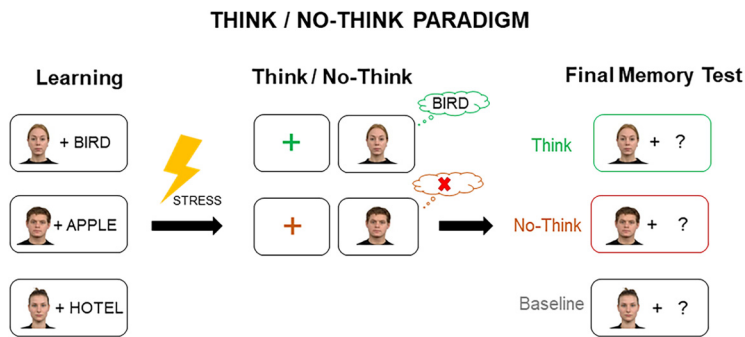 THINK / NO-THINK PARADIGM
Learning
Think / No-Think
Final Memory Test
+ BIRD
BIRD
Think
+ ?
STRESS
+ APPLE
No-Think
+ ?
+ HOTEL
Baseline
+ ?